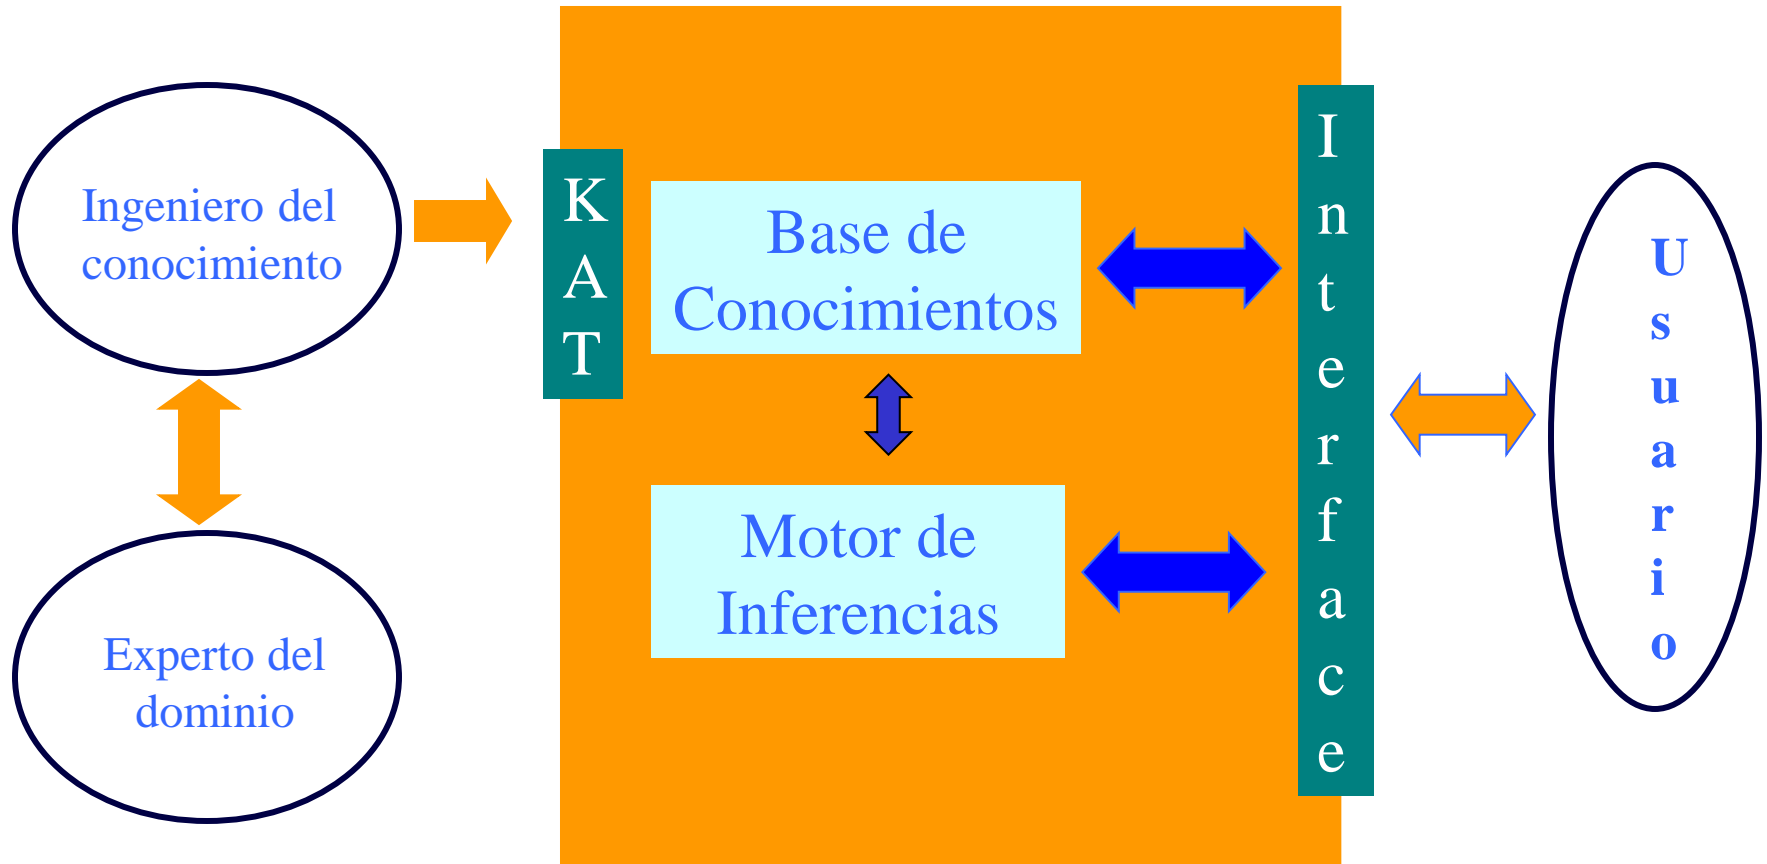 Ingeniero del
conocimiento
Experto del
dominio
K
A
T
Base de
Conocimientos
Motor de
Inferencias
I
n
t
e
r
f
a
c
e
U
s
u
a
r
i
o